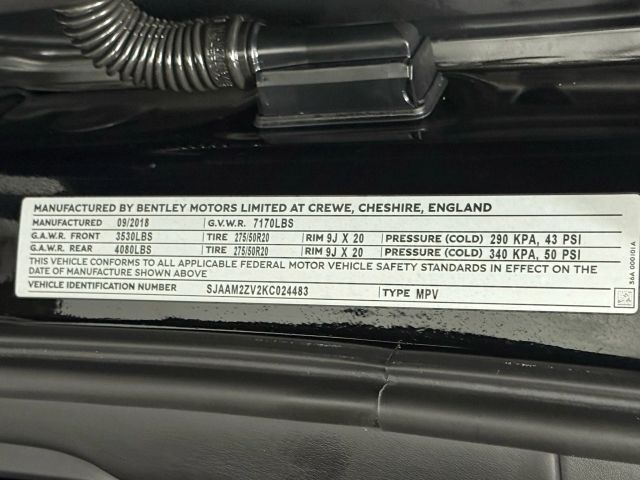 MANUFACTURED BY BENTLEY MOTORS LIMITED AT CREWE, CHESHIRE, ENGLAND
MANUFACTURED 09/2018 G.V.W.R. 7170LBS
G.A.W.R. FRONT 3530LBS TIRE 275/50R20 RIM 9J X 20 PRESSURE (COLD) 290 KPA, 43 PSI
G.A.W.R. REAR 4080LBS TIRE 275/50R20 RIM 9J X 20 PRESSURE (COLD) 340 KPA, 50 PSI
THIS VEHICLE CONFORMS TO ALL APPLICABLE FEDERAL MOTOR VEHICLE SAFETY STANDARDS IN EFFECT ON THE
DATE OF MANUFACTURE SHOWN ABOVE
VEHICLE IDENTIFICATION NUMBER SJAAM2ZV2KC024483 TYPE MPV
36A 000101A